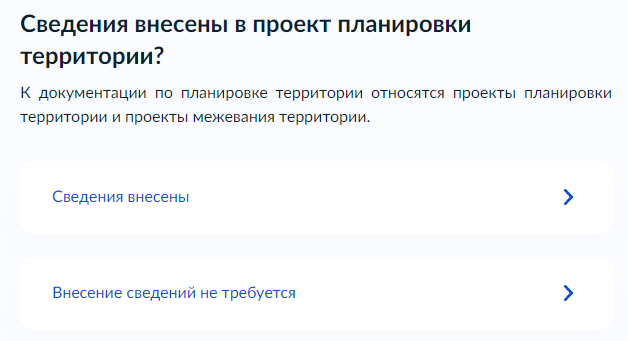 Сведения внесены в проект планировки
территории?
К документации по планировке территории относятся проекты планировки
территории и проекты межевания территории.
Сведения внесены
Внесение сведений не требуется